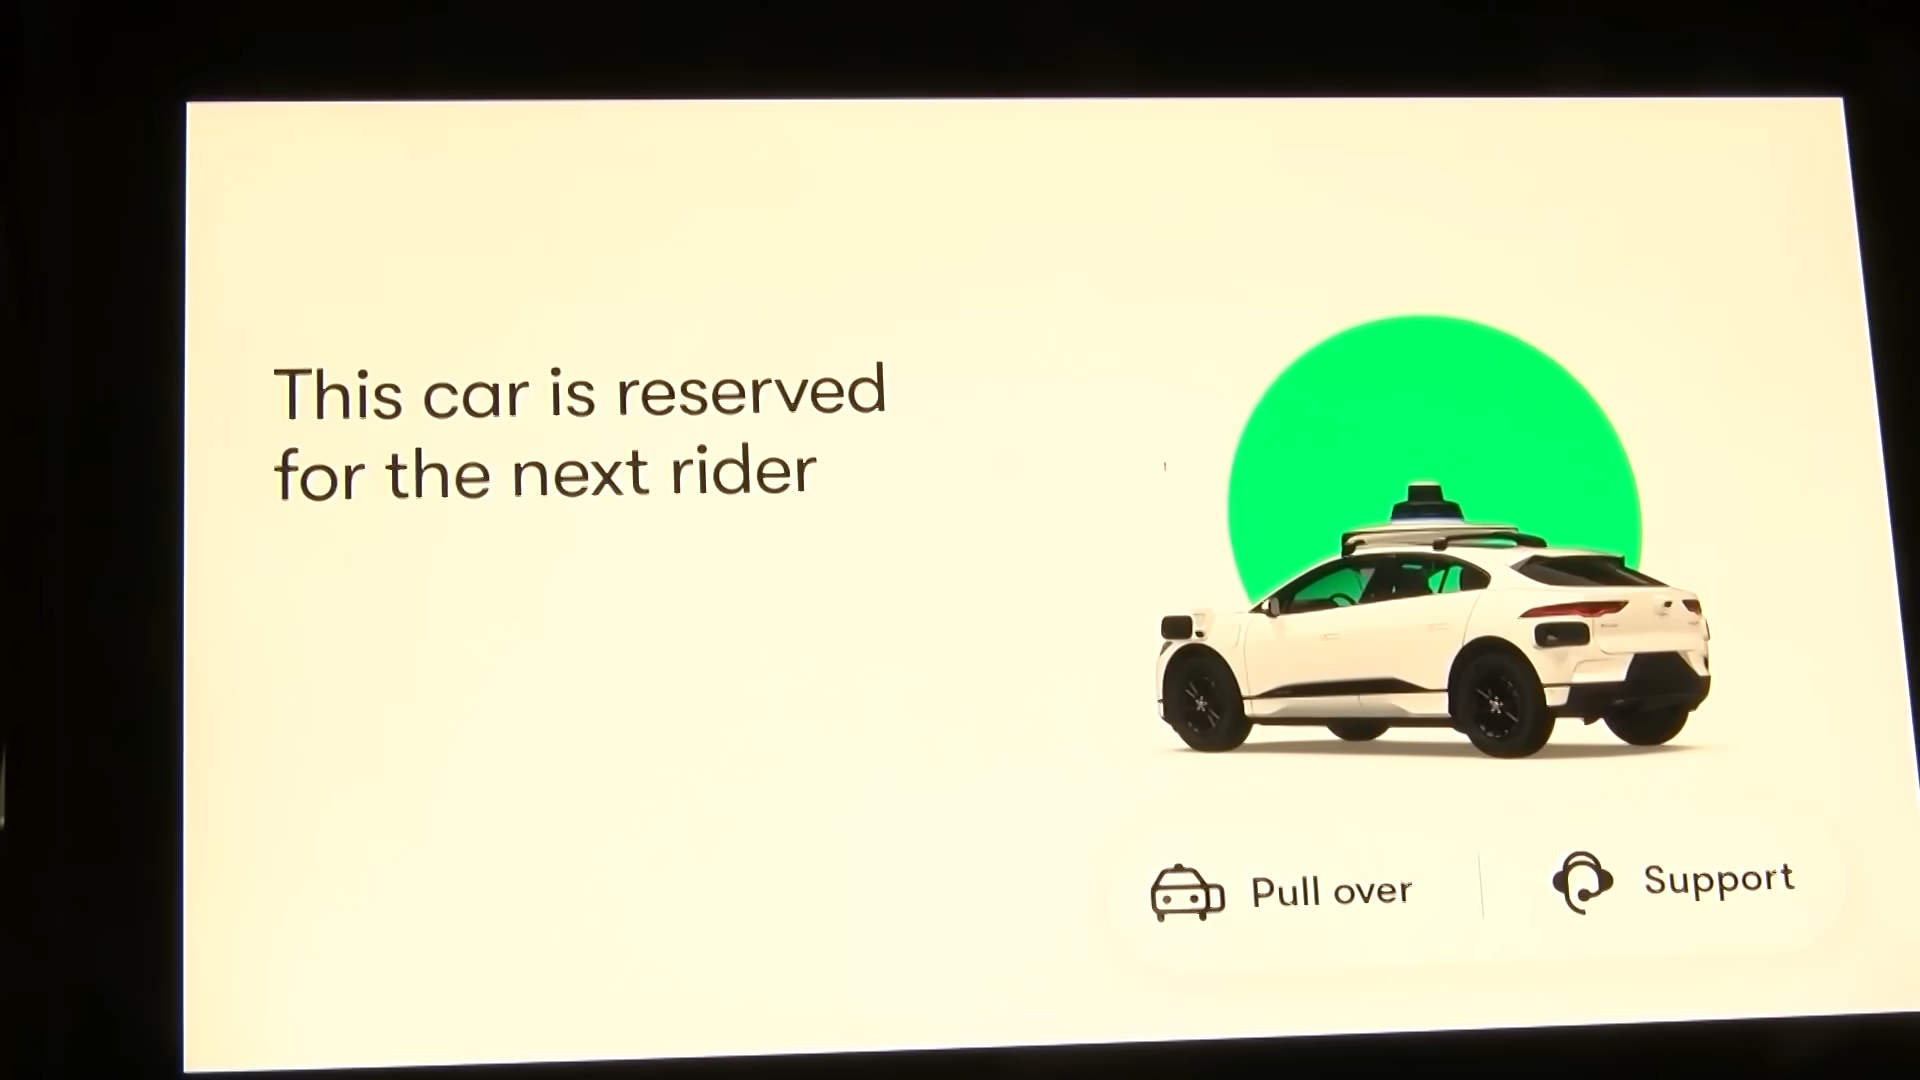 This car is reserved
for the next rider
Pull over
Support